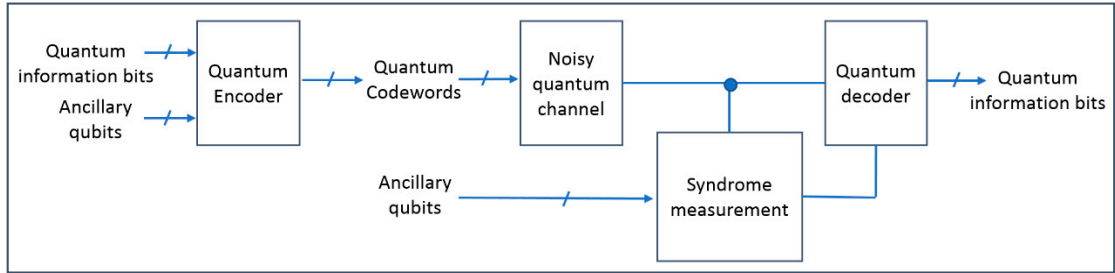 Quantum
information bits
Ancillary
qubits
Quantum
Encoder
Quantum
Codewords
Noisy
quantum
channel
Quantum
decoder
Quantum
information bits
Ancillary
qubits
Syndrome
measurement